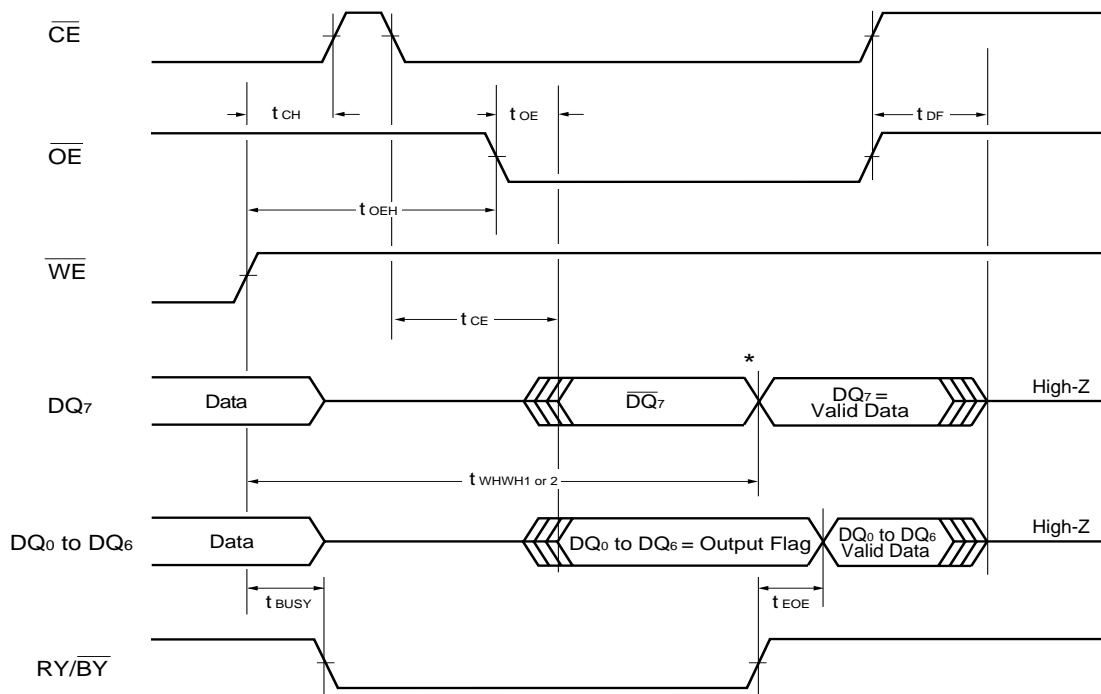 CE
t CH
t OE
t DF
OE
t OEH
WE
t CE
*
DQ7
Data
DQ7
DQ7 =
Valid Data
High-Z
t WHWH1 or 2
DQ0 to DQ6
Data
DQ0 to DQ6 = Output Flag
DQ0 to DQ6
Valid Data
High-Z
t BUSY
t EOE
RY/BY